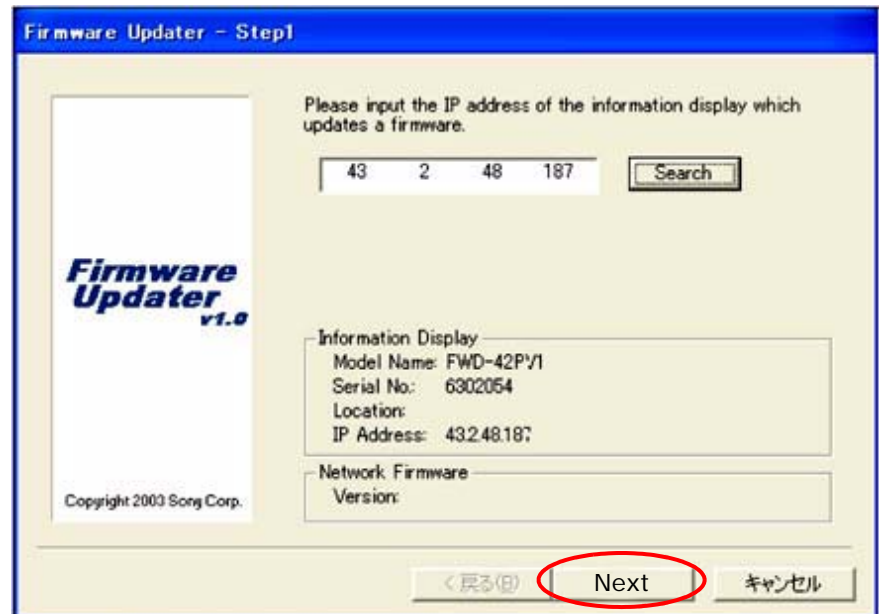 Firmware Updater - Step1
Please input the IP address of the information display which
updates a firmware.
43 2 48 187 Search
Firmware
Updater
v1.0
Information Display
Model Name: FWD-42PV1
Serial No.: 6302054
Location:
IP Address: 43.2.48.187
Network Firmware
Version:
Copyright 2003 Sony Corp.
< 戻る(B) Next キャンセル